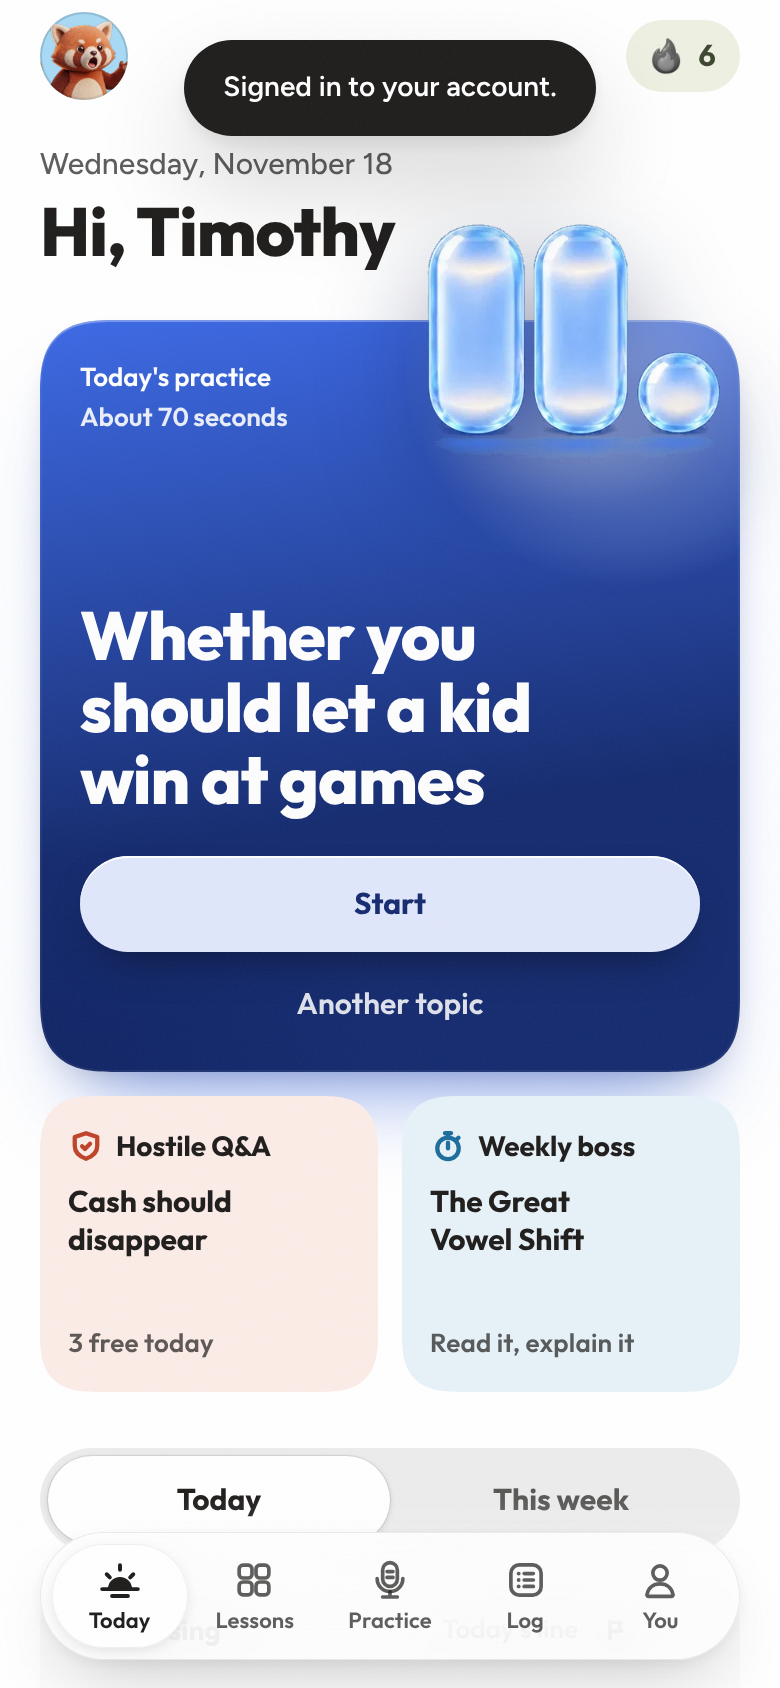 Signed in to your account.
6
Wednesday, November 18
Hi, Timothy
Today's practice
About 70 seconds
Whether you
should let a kid
win at games
Start
Another topic
Hostile Q&A
Cash should
disappear
3 free today
Weekly boss
The Great
Vowel Shift
Read it, explain it
Today
This week
Today
Lessons
Practice
Log
You